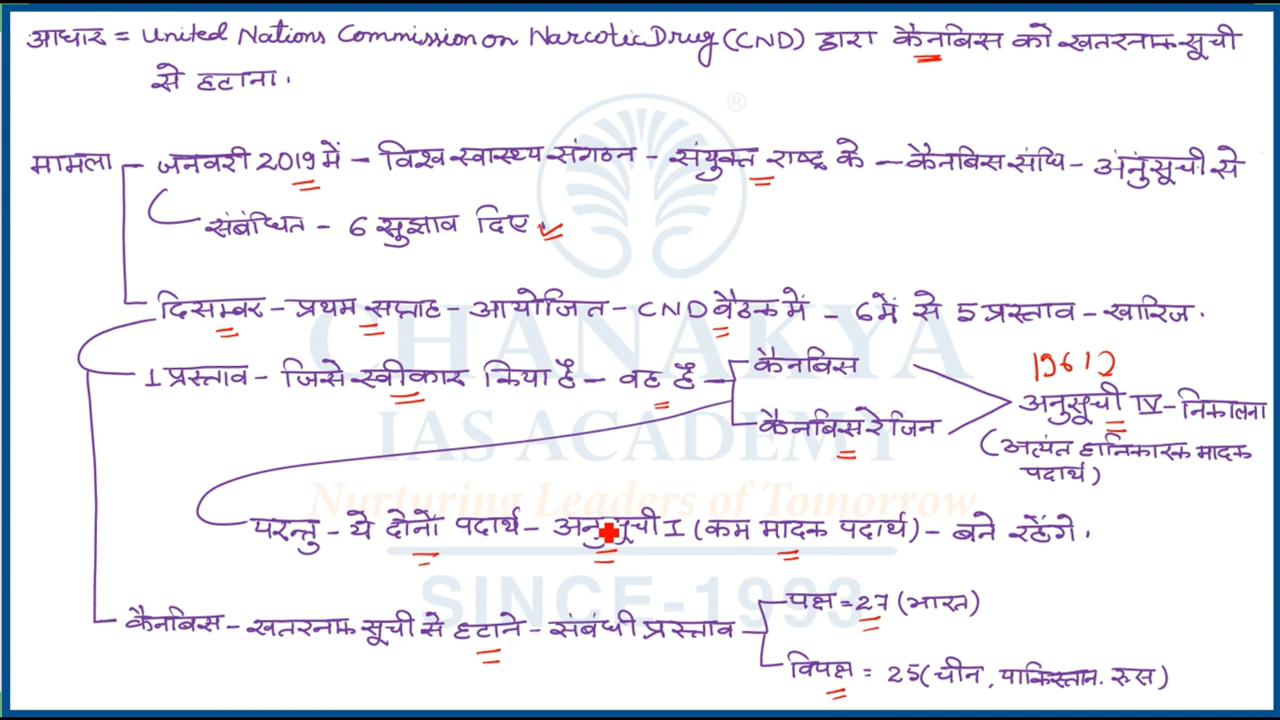 आधार = United Nations Commission on Narcotic Drug (CND) द्वारा कैनबिस को खतरनाक सूची
से हटाना.
मामला - जनवरी 2019 में - विश्व स्वास्थ्य संगठन - संयुक्त राष्ट्र के - कैनबिस संधि - अनुसूची से
संबंधित - 6 सुझाव दिए.
दिसम्बर - प्रथम सप्ताह - आयोजित - CND बैठक में - 6 में से 5 प्रस्ताव - खारिज.
1 प्रस्ताव - जिसे स्वीकार किया है - वह है - कैनबिस
कैनबिस रेजिन
1961
अनुसूची IV - निकालना
(अत्यंत हानिकारक मादक
पदार्थ)
परन्तु - ये दोनों पदार्थ - अनुसूची I (कम मादक पदार्थ) - बने रहेंगे.
कैनबिस - खतरनाक सूची से हटाने - संबंधी प्रस्ताव
पक्ष = 27 (भारत)
विपक्ष = 25 (चीन, पाकिस्तान. रूस)
CHANAKYA
IAS ACADEMY
Nurturing Leaders of Tomorrow
SINCE-1993
®